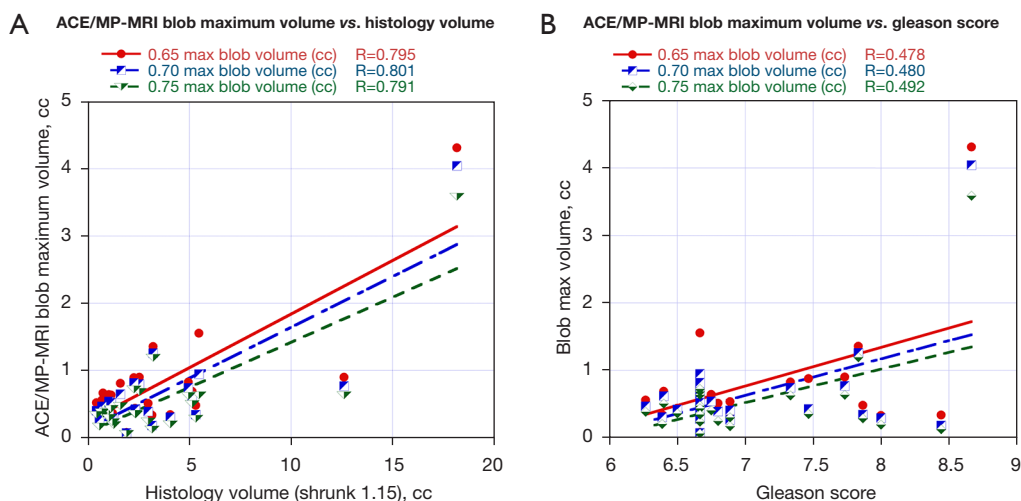 A
ACE/MP-MRI blob maximum volume vs. histology volume
0.65 max blob volume (cc) R=0.795
0.70 max blob volume (cc) R=0.801
0.75 max blob volume (cc) R=0.791
ACE/MP-MRI blob maximum volume, cc
5
4
3
2
1
0
0 5 10 15 20
Histology volume (shrunk 1.15), cc
B
ACE/MP-MRI blob maximum volume vs. gleason score
0.65 max blob volume (cc) R=0.478
0.70 max blob volume (cc) R=0.480
0.75 max blob volume (cc) R=0.492
Blob max volume, cc
5
4
3
2
1
0
6 6.5 7 7.5 8 8.5 9
Gleason score